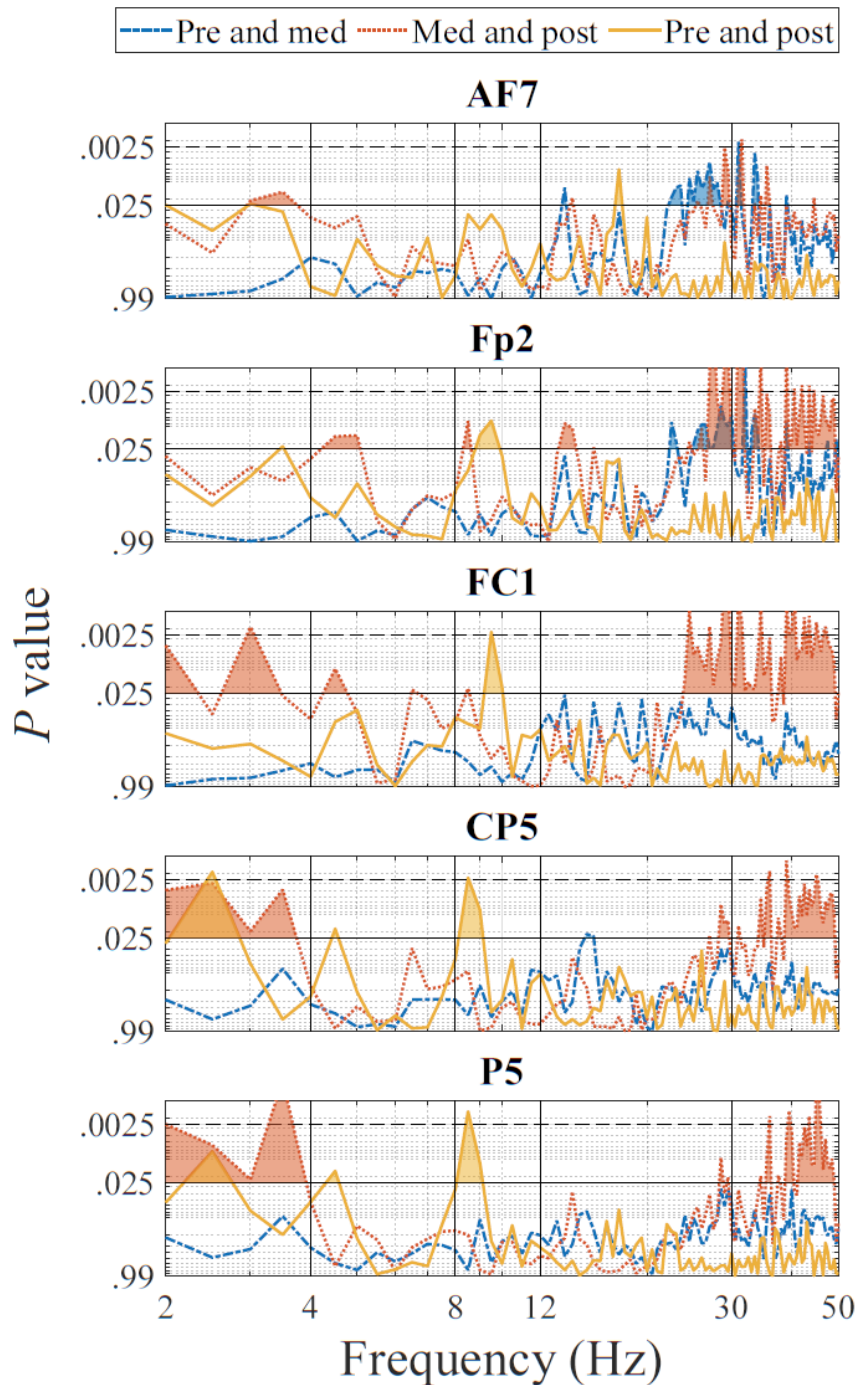 Pre and med Med and post Pre and post
AF7
.0025
.025
.99
Fp2
.0025
.025
.99
FC1
.0025
.025
.99
CP5
.0025
.025
.99
P5
.0025
.025
.99
P value
2 4 8 12 30 50
Frequency (Hz)